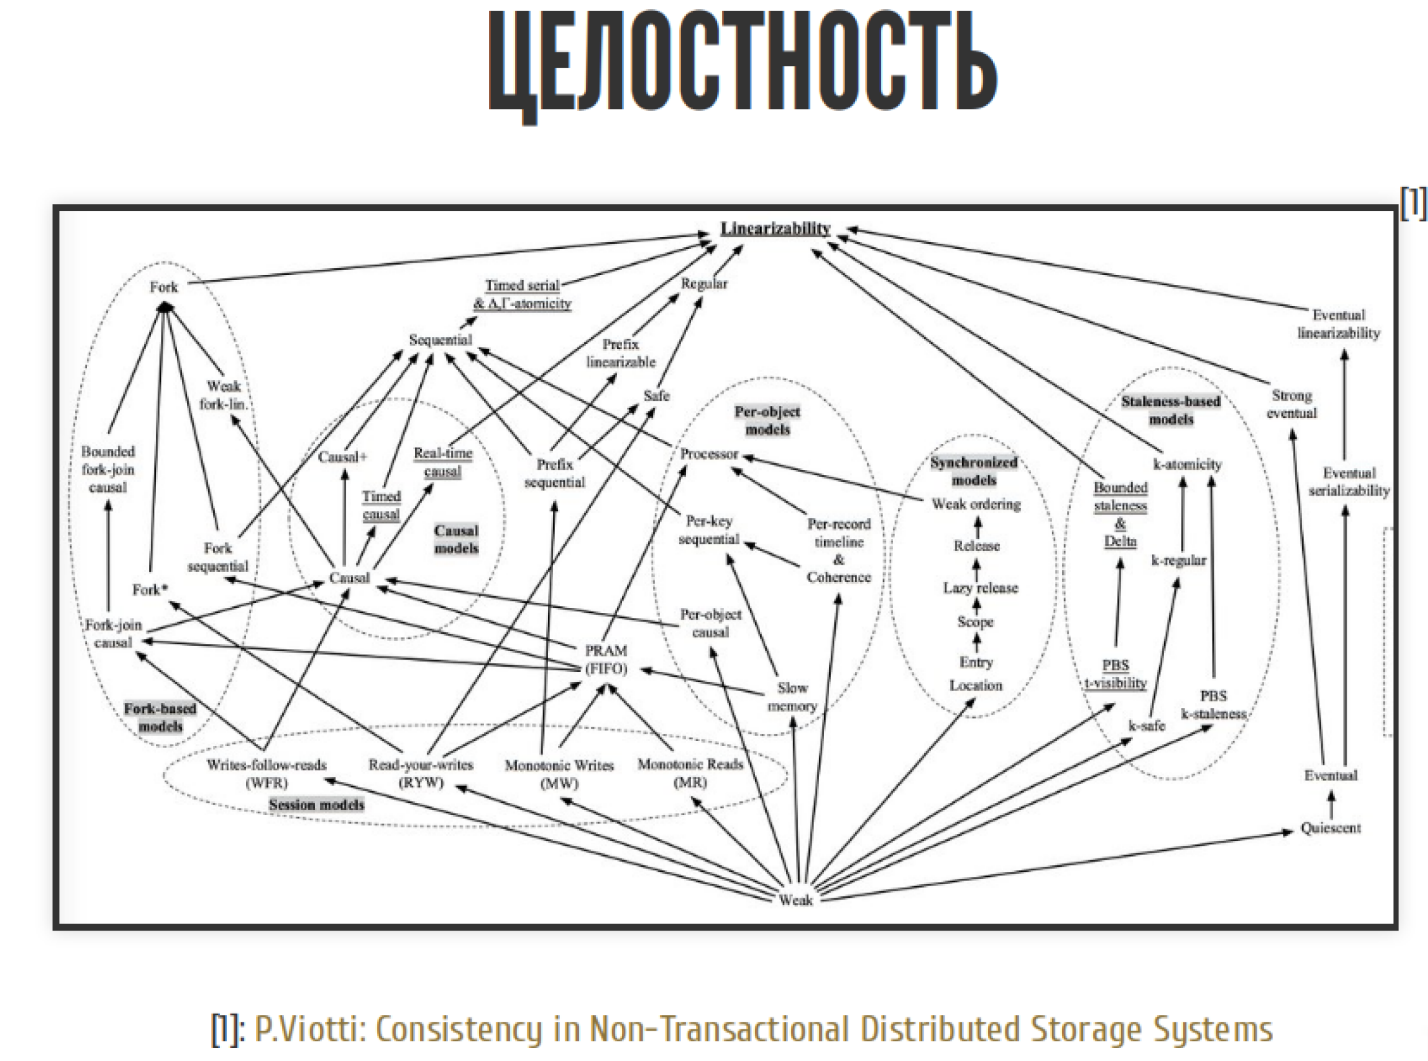 ЦЕЛОСТНОСТЬ
[1]
Linearizability
Fork
Timed serial
& Δ,Γ-atomicity
Regular
Sequential
Prefix
linearizable
Eventual
linearizability
Weak
fork-lin.
Safe
Per-object
models
Staleness-based
models
Strong
eventual
Bounded
fork-join
causal
Causal+
Real-time
causal
Prefix
sequential
Processor
Synchronized
models
k-atomicity
Eventual
serializability
Timed
causal
Causal
models
Per-key
sequential
Per-record
timeline
&
Coherence
Weak ordering
Bounded
staleness
&
Delta
Fork
sequential
Release
k-regular
Fork*
Causal
Lazy release
Fork-join
causal
Per-object
causal
Scope
PRAM
(FIFO)
Entry
Location
PBS
t-visibility
Slow
memory
PBS
k-staleness
k-safe
Fork-based
models
Writes-follow-reads
(WFR)
Read-your-writes
(RYW)
Monotonic Writes
(MW)
Monotonic Reads
(MR)
Session models
Eventual
Quiescent
Weak
[1]: P.Viotti: Consistency in Non-Transactional Distributed Storage Systems